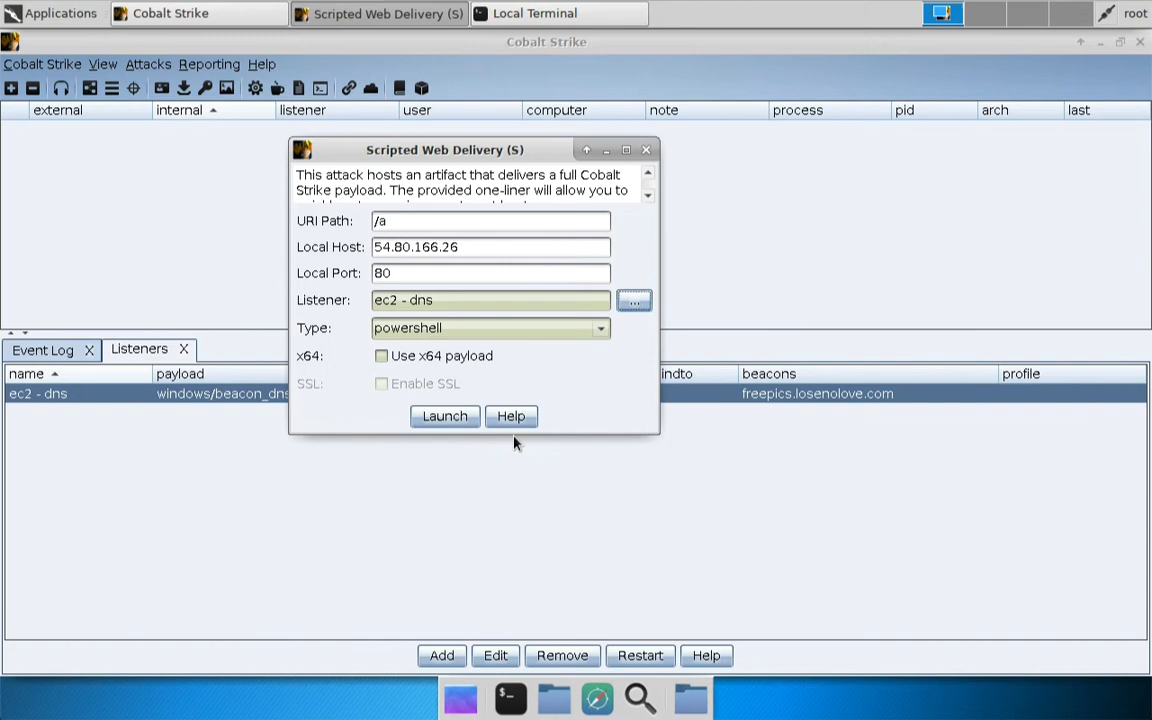 Applications
Cobalt Strike
Scripted Web Delivery (S)
Local Terminal
root
Cobalt Strike
Cobalt Strike View Attacks Reporting Help
external internal listener user computer note process pid arch last
Scripted Web Delivery (S)
This attack hosts an artifact that delivers a full Cobalt
Strike payload. The provided one-liner will allow you to
URI Path: /a
Local Host: 54.80.166.26
Local Port: 80
Listener: ec2 - dns ...
Type: powershell
x64: Use x64 payload
SSL: Enable SSL
Launch Help
Event Log X Listeners X
name payload indto beacons profile
ec2 - dns windows/beacon_dns freepics.losenolove.com
Add Edit Remove Restart Help